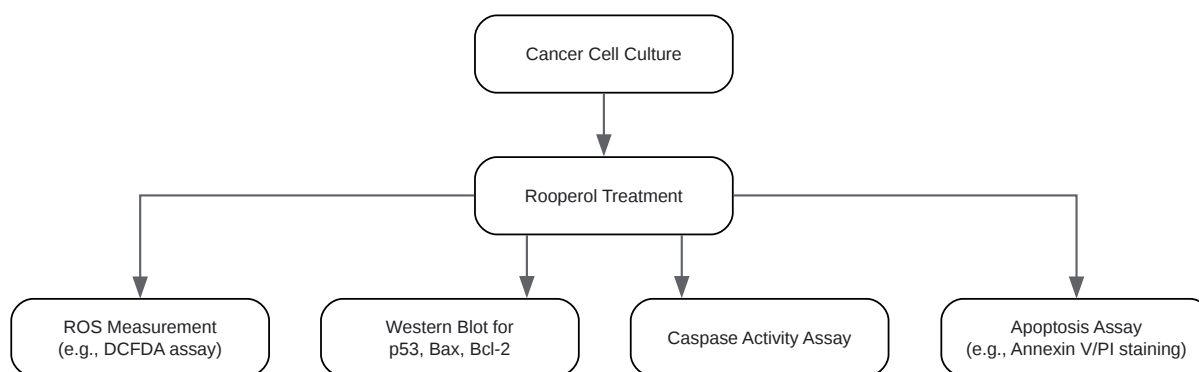 Cancer Cell Culture
Rooperol Treatment
ROS Measurement
(e.g., DCFDA assay)
Western Blot for
p53, Bax, Bcl-2
Caspase Activity Assay
Apoptosis Assay
(e.g., Annexin V/PI staining)